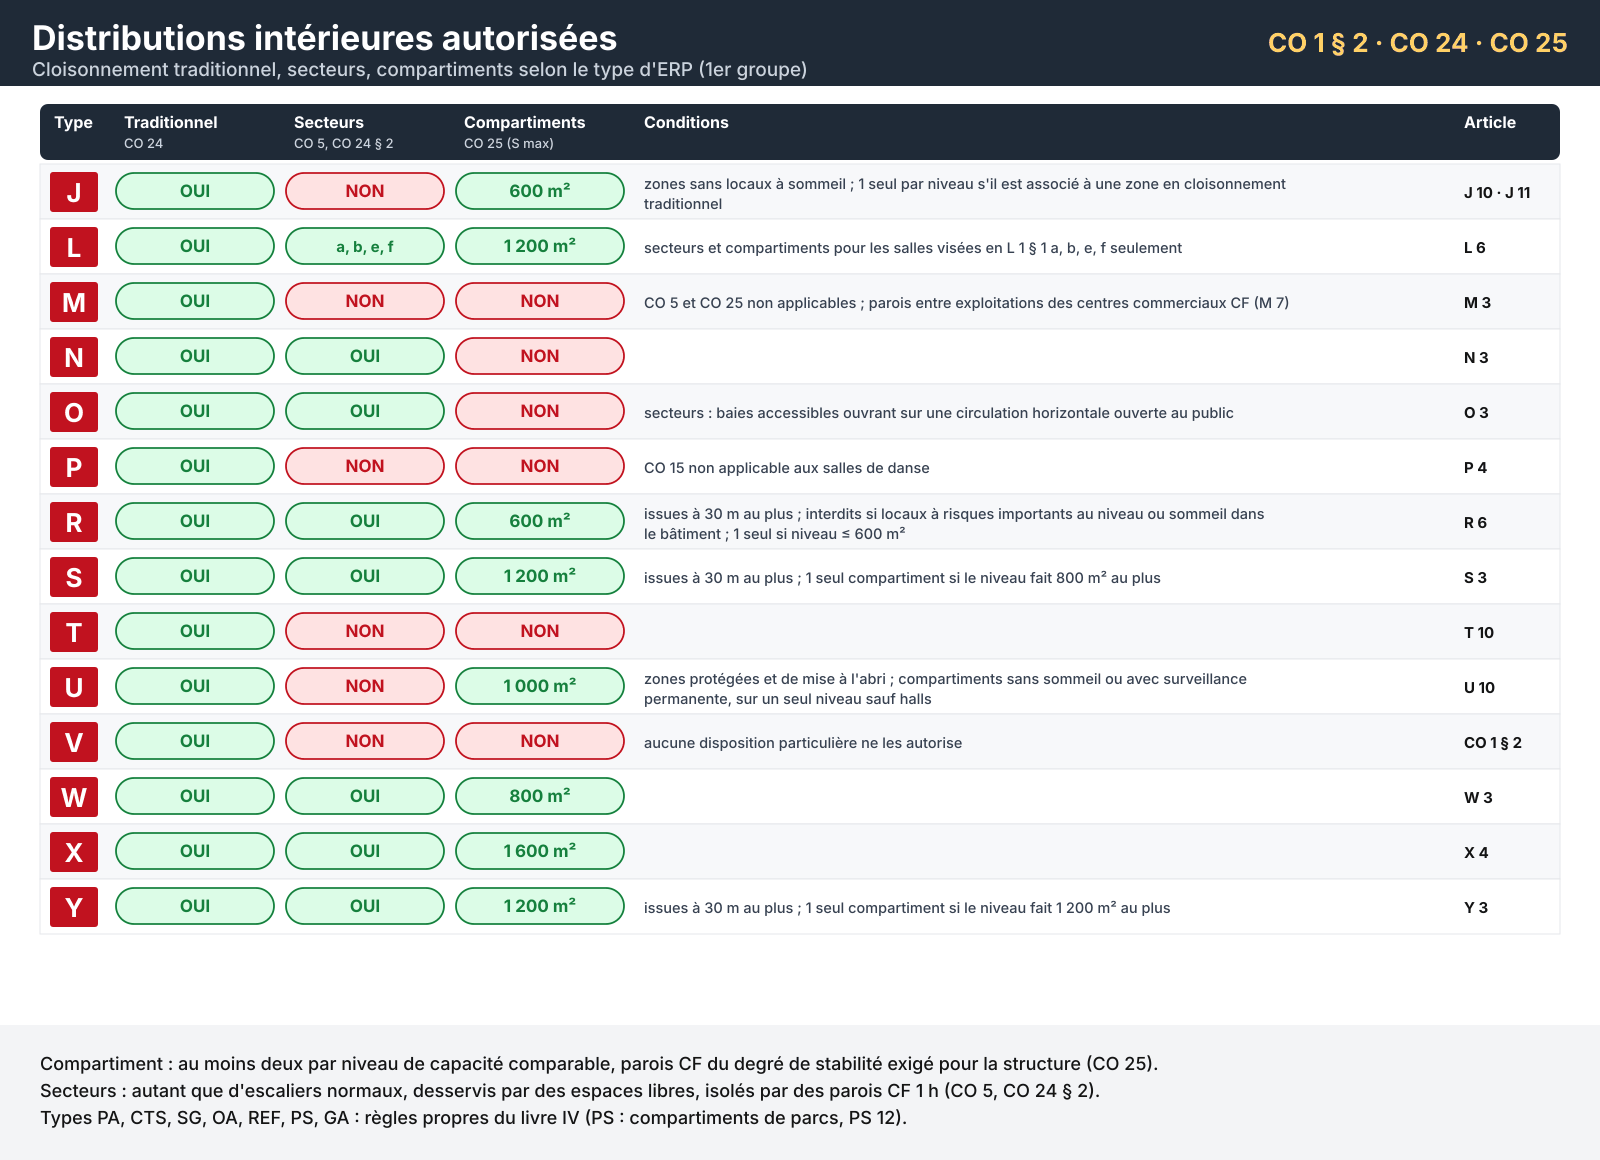 Distributions intérieures autorisées
CO 1 § 2 · CO 24 · CO 25
Cloisonnement traditionnel, secteurs, compartiments selon le type d'ERP (1er groupe)
Type Traditionnel Secteurs Compartiments Conditions Article
CO 24 CO 5, CO 24 § 2 CO 25 (S max)
J OUI NON 600 m² zones sans locaux à sommeil ; 1 seul par niveau s'il est associé à une zone en cloisonnement J 10 · J 11
traditionnel
L OUI a, b, e, f 1 200 m² secteurs et compartiments pour les salles visées en L 1 § 1 a, b, e, f seulement L 6
M OUI NON NON CO 5 et CO 25 non applicables ; parois entre exploitations des centres commerciaux CF (M 7) M 3
N OUI OUI NON N 3
O OUI OUI NON secteurs : baies accessibles ouvrant sur une circulation horizontale ouverte au public O 3
P OUI NON NON CO 15 non applicable aux salles de danse P 4
R OUI OUI 600 m² issues à 30 m au plus ; interdits si locaux à risques importants au niveau ou sommeil dans R 6
le bâtiment ; 1 seul si niveau ≤ 600 m²
S OUI OUI 1 200 m² issues à 30 m au plus ; 1 seul compartiment si le niveau fait 800 m² au plus S 3
T OUI NON NON T 10
U OUI NON 1 000 m² zones protégées et de mise à l'abri ; compartiments sans sommeil ou avec surveillance U 10
permanente, sur un seul niveau sauf halls
V OUI NON NON aucune disposition particulière ne les autorise CO 1 § 2
W OUI OUI 800 m² W 3
X OUI OUI 1 600 m² X 4
Y OUI OUI 1 200 m² issues à 30 m au plus ; 1 seul compartiment si le niveau fait 1 200 m² au plus Y 3
Compartiment : au moins deux par niveau de capacité comparable, parois CF du degré de stabilité exigé pour la structure (CO 25).
Secteurs : autant que d'escaliers normaux, desservis par des espaces libres, isolés par des parois CF 1 h (CO 5, CO 24 § 2).
Types PA, CTS, SG, OA, REF, PS, GA : règles propres du livre IV (PS : compartiments de parcs, PS 12).